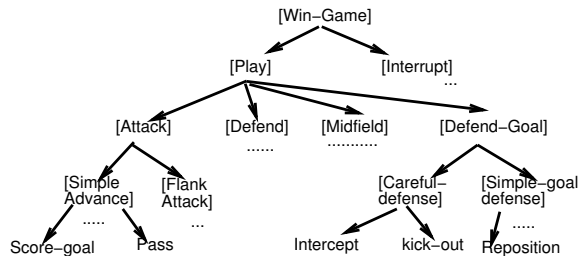 [Win-Game]
[Play]
[Interrupt]
...
[Attack]
[Defend]
[Midfield]
[Defend-Goal]
......
...........
[Simple
Advance]
[Flank
Attack]
[Careful-
defense]
[Simple-goal
defense]
.....
...
.....
Score-goal
Pass
Intercept
kick-out
Reposition